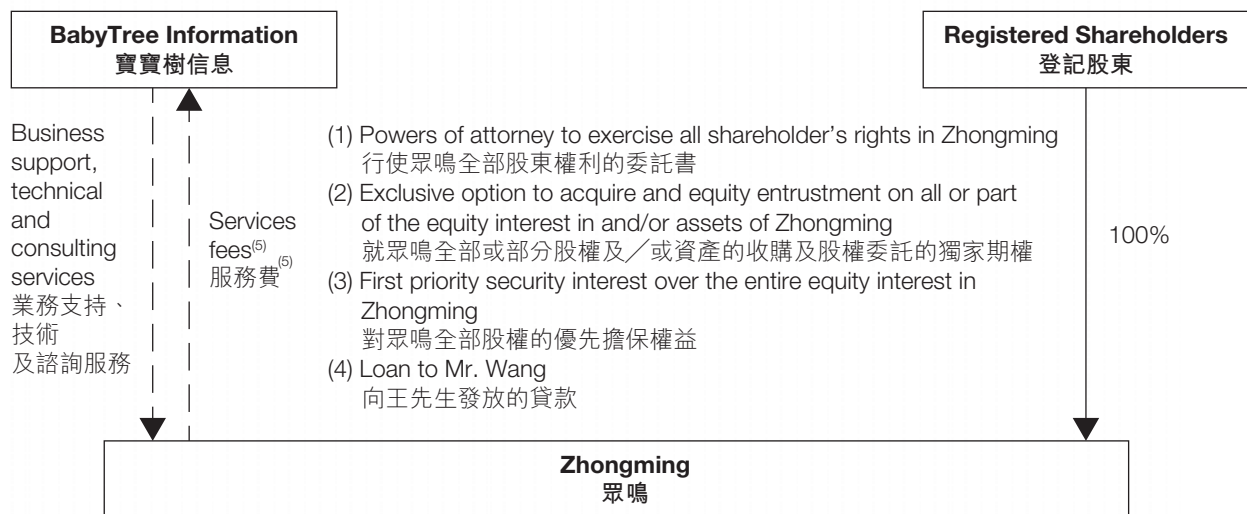 BabyTree Information
寶寶樹信息
Registered Shareholders
登記股東
Business
support,
technical
and
consulting
services
業務支持、
技術
及諮詢服務
Services
fees(5)
服務費(5)
(1) Powers of attorney to exercise all shareholder's rights in Zhongming
行使眾鳴全部股東權利的委託書
(2) Exclusive option to acquire and equity entrustment on all or part
of the equity interest in and/or assets of Zhongming
就眾鳴全部或部分股權及╱或資產的收購及股權委託的獨家期權
(3) First priority security interest over the entire equity interest in
Zhongming
對眾鳴全部股權的優先擔保權益
(4) Loan to Mr. Wang
向王先生發放的貸款
100%
Zhongming
眾鳴